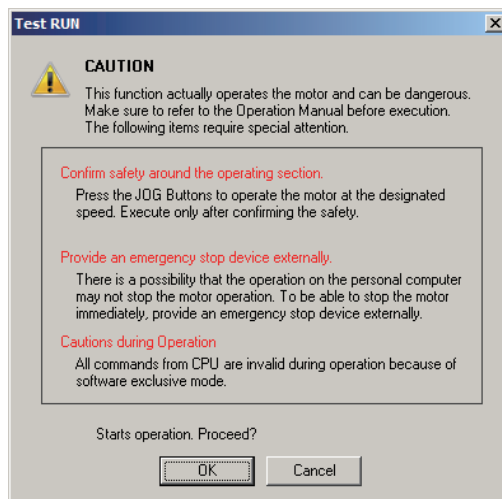 Test RUN
CAUTION
This function actually operates the motor and can be dangerous.
Make sure to refer to the Operation Manual before execution.
The following items require special attention.
Confirm safety around the operating section.
Press the JOG Buttons to operate the motor at the designated
speed. Execute only after confirming the safety.
Provide an emergency stop device externally.
There is a possibility that the operation on the personal computer
may not stop the motor operation. To be able to stop the motor
immediately, provide an emergency stop device externally.
Cautions during Operation
All commands from CPU are invalid during operation because of
software exclusive mode.
Starts operation. Proceed?
OK
Cancel